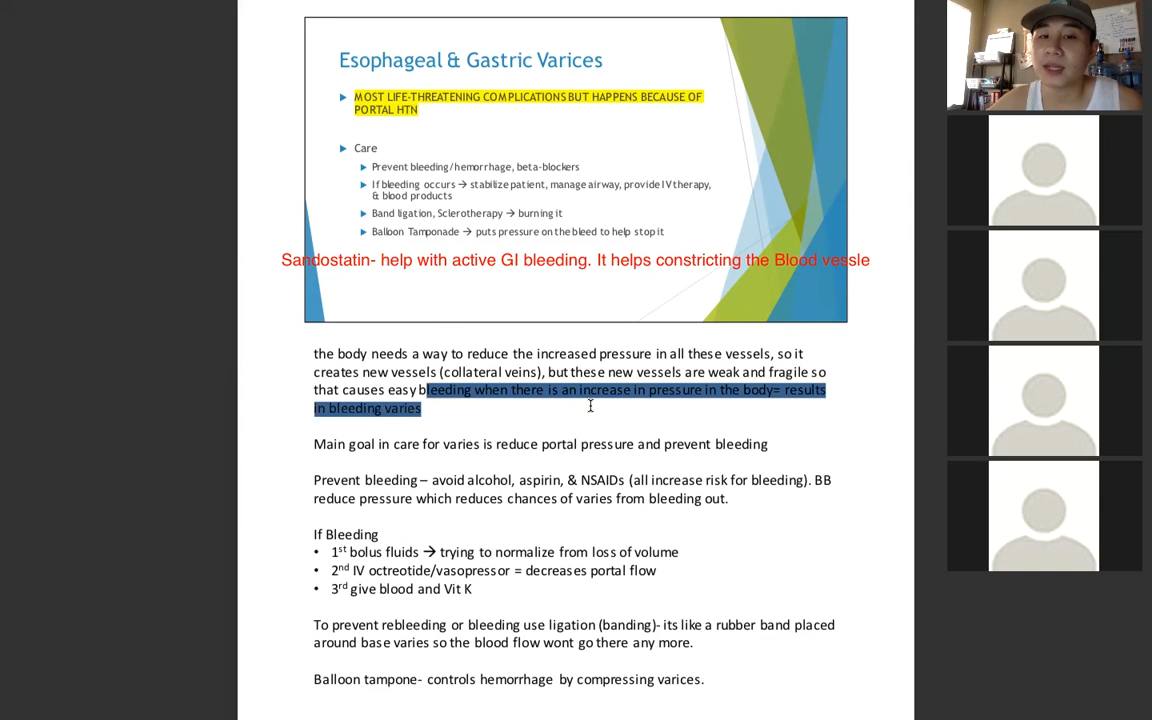 Esophageal & Gastric Varices
MOST LIFE-THREATENING COMPLICATIONS BUT HAPPENS BECAUSE OF
PORTAL HTN
Care
Prevent bleeding/hemorrhage, beta-blockers
If bleeding occurs → stabilize patient, manage airway, provide IV therapy,
& blood products
Band ligation, Sclerotherapy → burning it
Balloon Tamponade → puts pressure on the bleed to help stop it
Sandostatin- help with active GI bleeding. It helps constricting the Blood vessle
the body needs a way to reduce the increased pressure in all these vessels, so it
creates new vessels (collateral veins), but these new vessels are weak and fragile so
that causes easy bleeding when there is an increase in pressure in the body= results
in bleeding varies
Main goal in care for varies is reduce portal pressure and prevent bleeding
Prevent bleeding – avoid alcohol, aspirin, & NSAIDs (all increase risk for bleeding). BB
reduce pressure which reduces chances of varies from bleeding out.
If Bleeding
• 1st bolus fluids → trying to normalize from loss of volume
• 2nd IV octreotide/vasopressor = decreases portal flow
• 3rd give blood and Vit K
To prevent rebleeding or bleeding use ligation (banding)- its like a rubber band placed
around base varies so the blood flow wont go there any more.
Balloon tampone- controls hemorrhage by compressing varices.